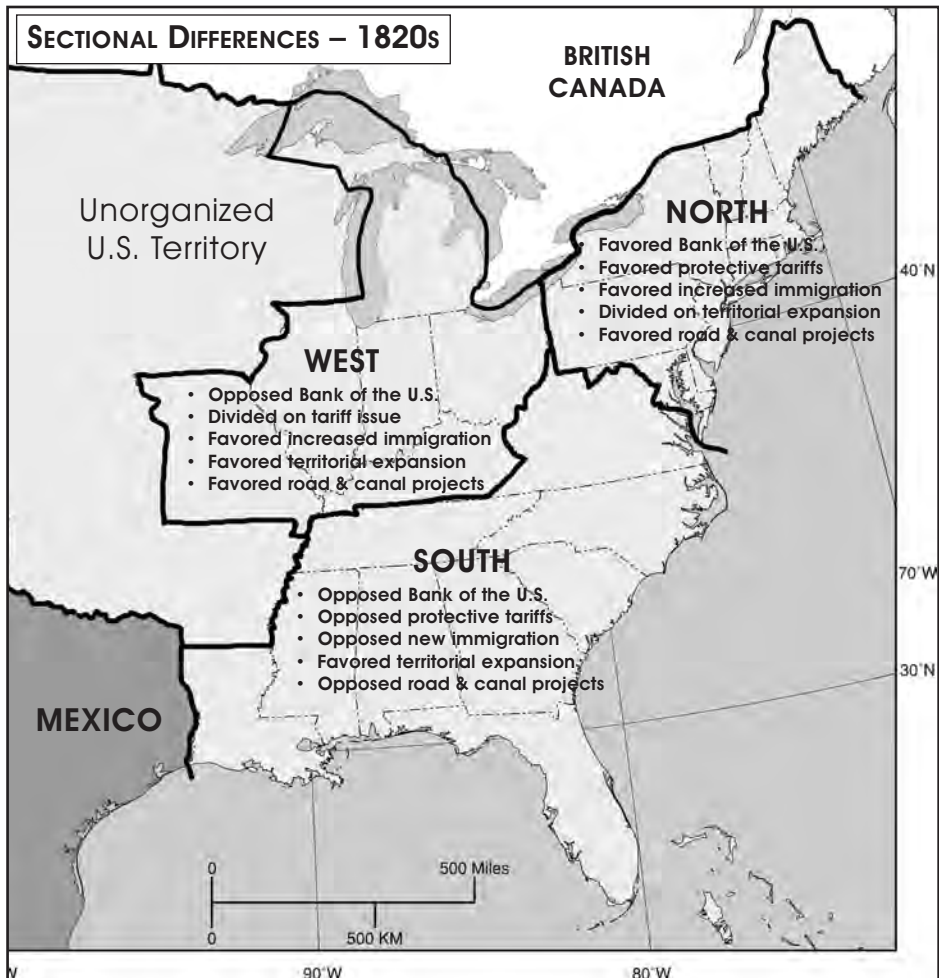 SECTIONAL DIFFERENCES – 1820S
BRITISH
CANADA
Unorganized
U.S. Territory
NORTH
• Favored Bank of the U.S.
• Favored protective tariffs
• Favored increased immigration
• Divided on territorial expansion
• Favored road & canal projects
40°N
WEST
• Opposed Bank of the U.S.
• Divided on tariff issue
• Favored increased immigration
• Favored territorial expansion
• Favored road & canal projects
SOUTH
• Opposed Bank of the U.S.
• Opposed protective tariffs
• Opposed new immigration
• Favored territorial expansion
• Opposed road & canal projects
70°W
30°N
MEXICO
0 500 Miles
0 500 KM
W 90°W 80°W